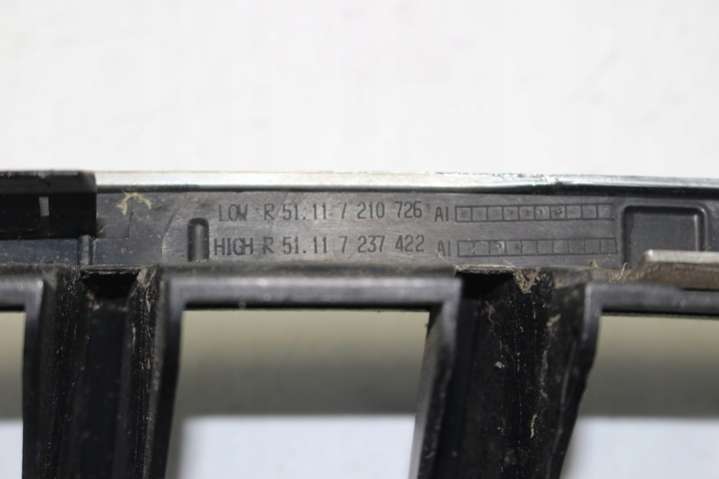 LOW R 51.11 7 210 726 AI
HIGH R 51.11 7 237 422 AI